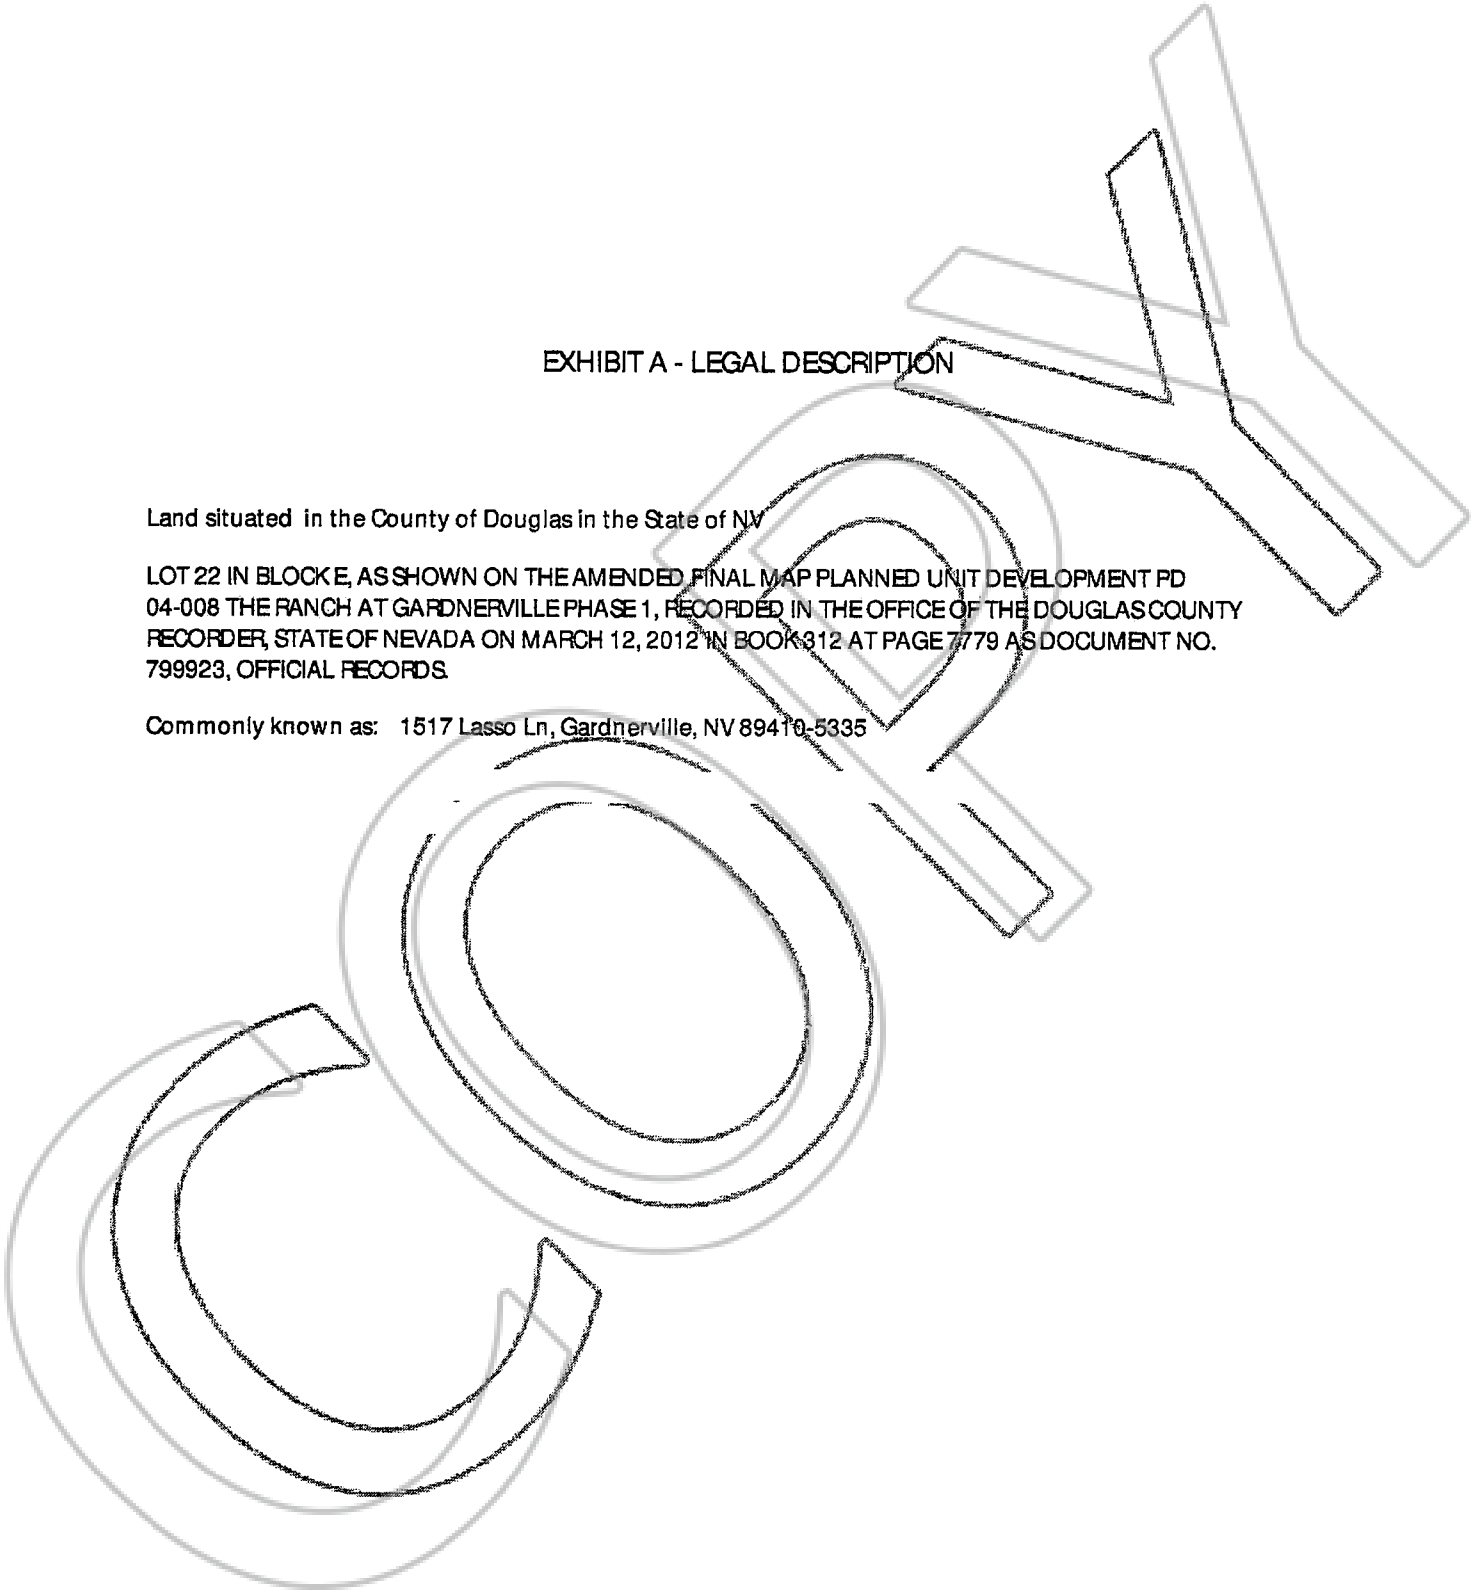 EXHIBIT A - LEGAL DESCRIPTION
Land situated in the County of Douglas in the State of NV
LOT 22 IN BLOCK E, AS SHOWN ON THE AMENDED FINAL MAP PLANNED UNIT DEVELOPMENT PD
04-008 THE RANCH AT GARDNERVILLE PHASE 1, RECORDED IN THE OFFICE OF THE DOUGLAS COUNTY
RECORDER, STATE OF NEVADA ON MARCH 12, 2012 IN BOOK 312 AT PAGE 7779 AS DOCUMENT NO.
799923, OFFICIAL RECORDS.
Commonly known as: 1517 Lasso Ln, Gardnerville, NV 89410-5335
COPY
COPY